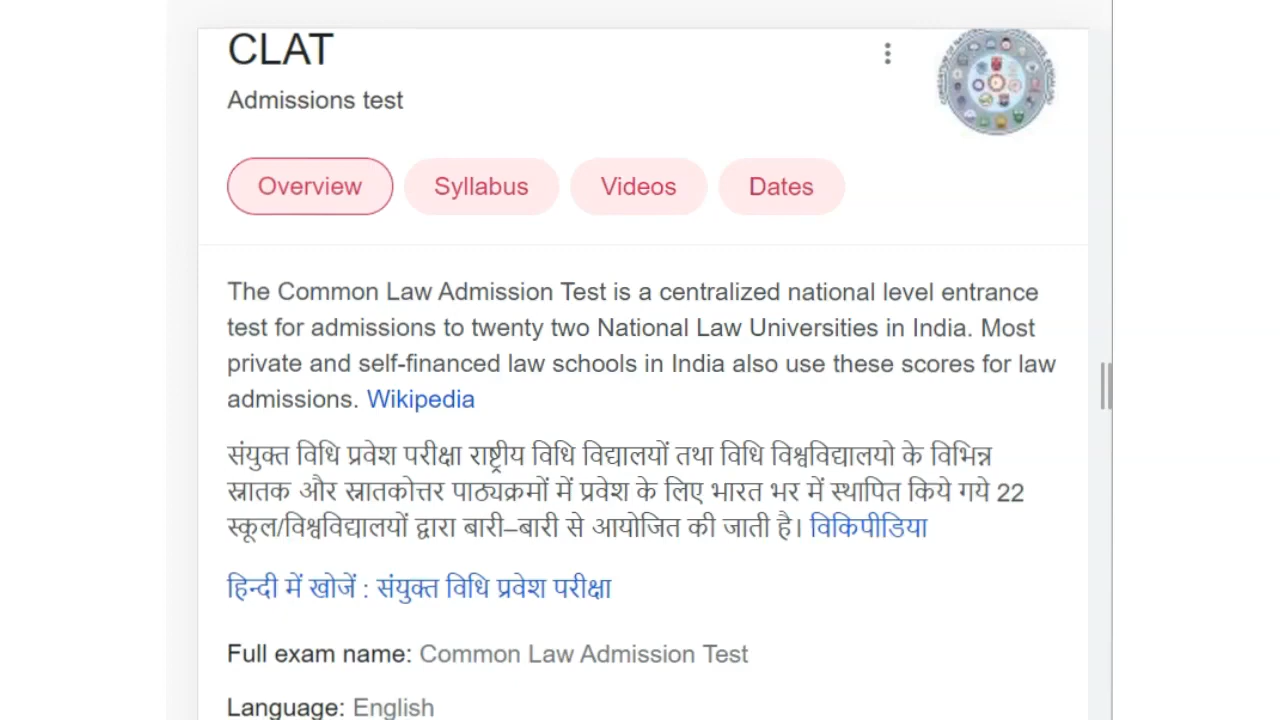 CLAT
Admissions test
Overview Syllabus Videos Dates
The Common Law Admission Test is a centralized national level entrance
test for admissions to twenty two National Law Universities in India. Most
private and self-financed law schools in India also use these scores for law
admissions. Wikipedia
संयुक्त विधि प्रवेश परीक्षा राष्ट्रीय विधि विद्यालयों तथा विधि विश्वविद्यालयो के विभिन्न
स्नातक और स्नातकोत्तर पाठ्यक्रमों में प्रवेश के लिए भारत भर में स्थापित किये गये 22
स्कूल/विश्वविद्यालयों द्वारा बारी–बारी से आयोजित की जाती है। विकिपीडिया
हिन्दी में खोजें : संयुक्त विधि प्रवेश परीक्षा
Full exam name: Common Law Admission Test
Language: English